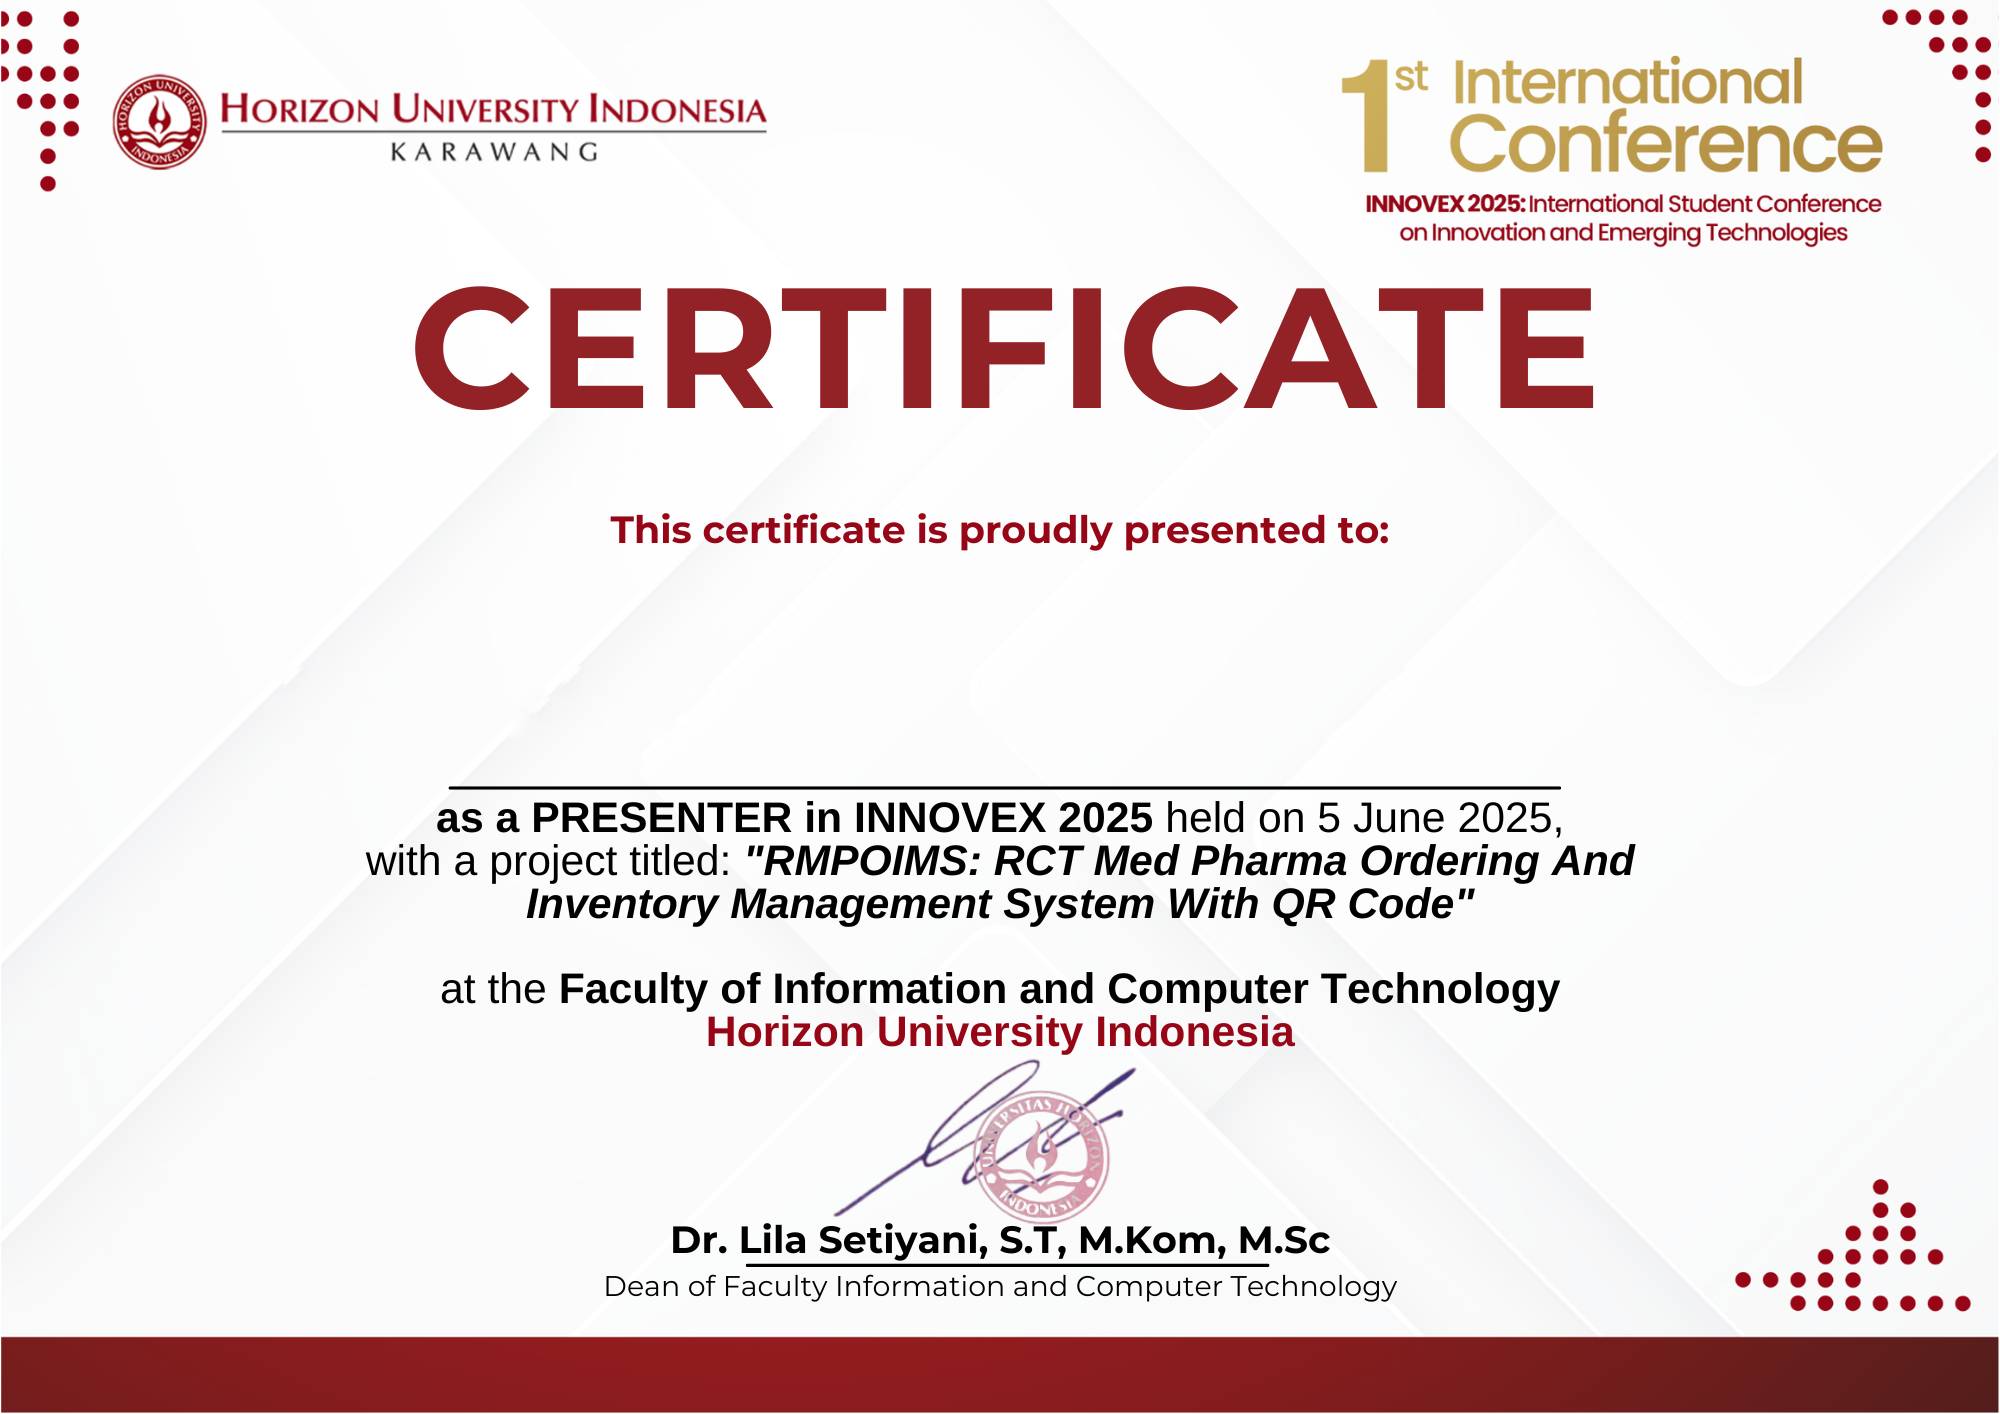 HORIZON UNIVERSITY
INDONESIA
HORIZON UNIVERSITY INDONESIA
KARAWANG
1st International
Conference
INNOVEX 2025: International Student Conference
on Innovation and Emerging Technologies
CERTIFICATE
This certificate is proudly presented to:
as a PRESENTER in INNOVEX 2025 held on 5 June 2025,
with a project titled: "RMPOIMS: RCT Med Pharma Ordering And
Inventory Management System With QR Code"
at the Faculty of Information and Computer Technology
Horizon University Indonesia
UNIVERSITAS HORIZON
INDONESIA
Dr. Lila Setiyani, S.T, M.Kom, M.Sc
Dean of Faculty Information and Computer Technology